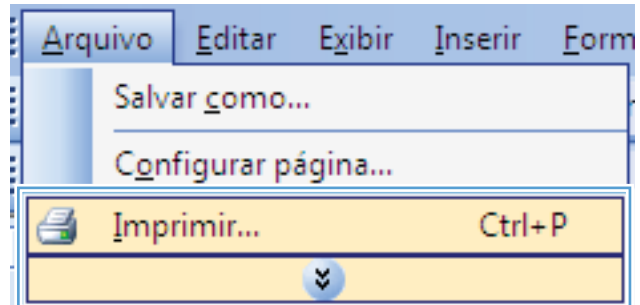 Arquivo Editar Exibir Inserir Form
Salvar como...
Configurar página...
Imprimir... Ctrl+P